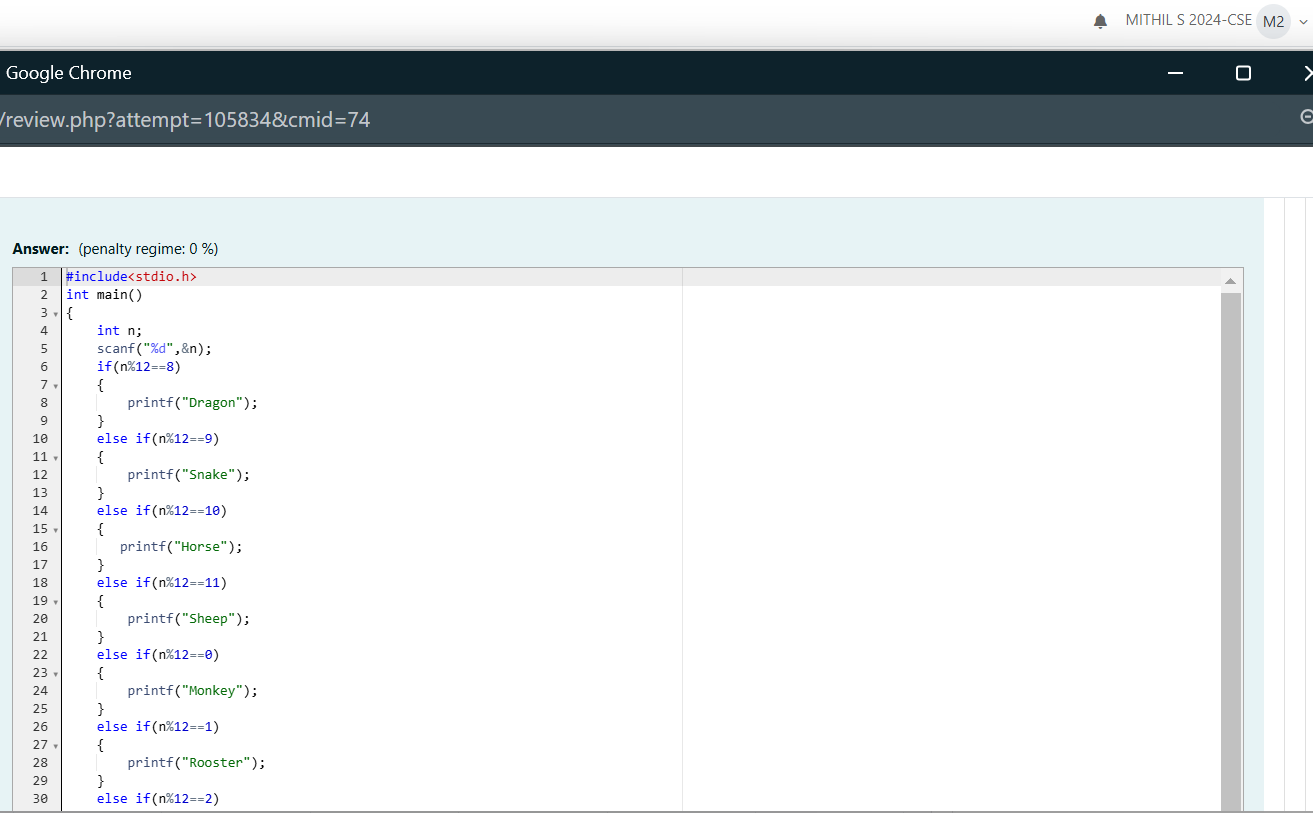 MITHIL S 2024-CSE M2
Google Chrome
/review.php?attempt=105834&cmid=74
Answer: (penalty regime: 0 %)
1 #include<stdio.h>
2 int main()
3 {
4 int n;
5 scanf("%d",&n);
6 if(n%12==8)
7 {
8 printf("Dragon");
9 }
10 else if(n%12==9)
11 {
12 printf("Snake");
13 }
14 else if(n%12==10)
15 {
16 printf("Horse");
17 }
18 else if(n%12==11)
19 {
20 printf("Sheep");
21 }
22 else if(n%12==0)
23 {
24 printf("Monkey");
25 }
26 else if(n%12==1)
27 {
28 printf("Rooster");
29 }
30 else if(n%12==2)